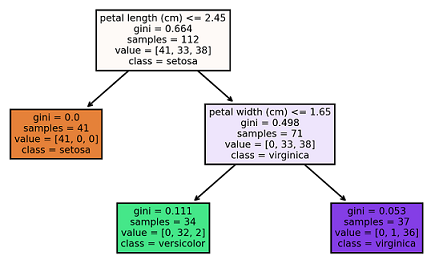 petal length (cm) <= 2.45
gini = 0.664
samples = 112
value = [41, 33, 38]
class = setosa
gini = 0.0
samples = 41
value = [41, 0, 0]
class = setosa
petal width (cm) <= 1.65
gini = 0.498
samples = 71
value = [0, 33, 38]
class = virginica
gini = 0.111
samples = 34
value = [0, 32, 2]
class = versicolor
gini = 0.053
samples = 37
value = [0, 1, 36]
class = virginica